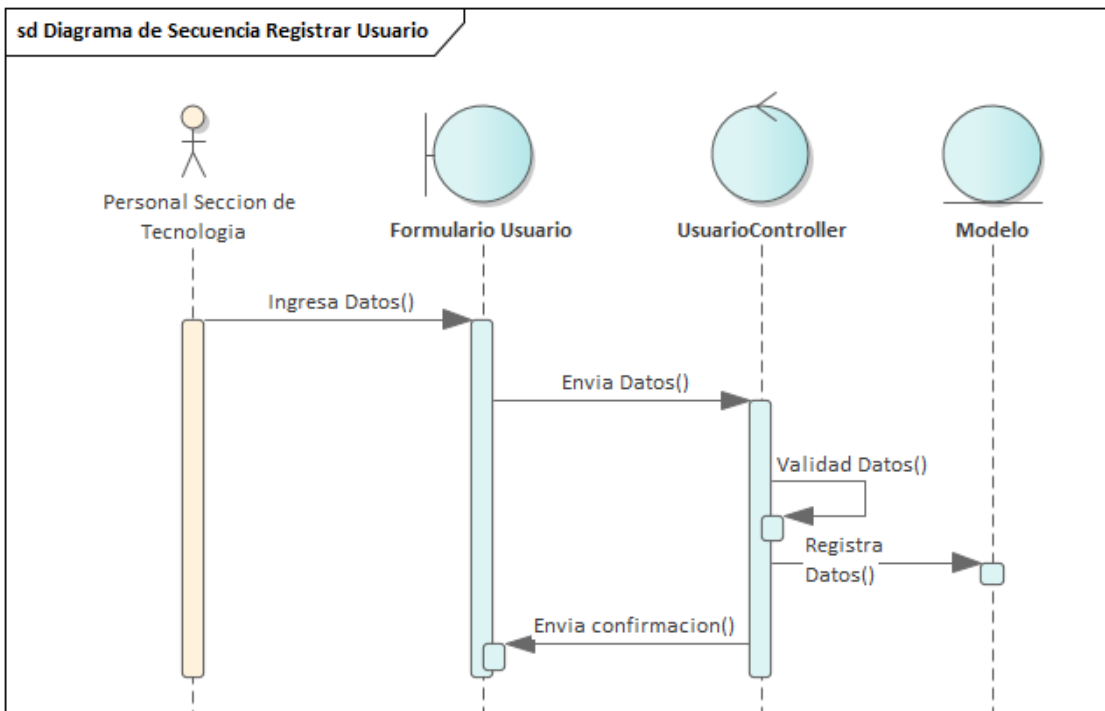 sd Diagrama de Secuencia Registrar Usuario
Personal Seccion de
Tecnologia
Formulario Usuario
UsuarioController
Modelo
Ingresa Datos()
Envia Datos()
Validad Datos()
Registra
Datos()
Envia confirmacion()